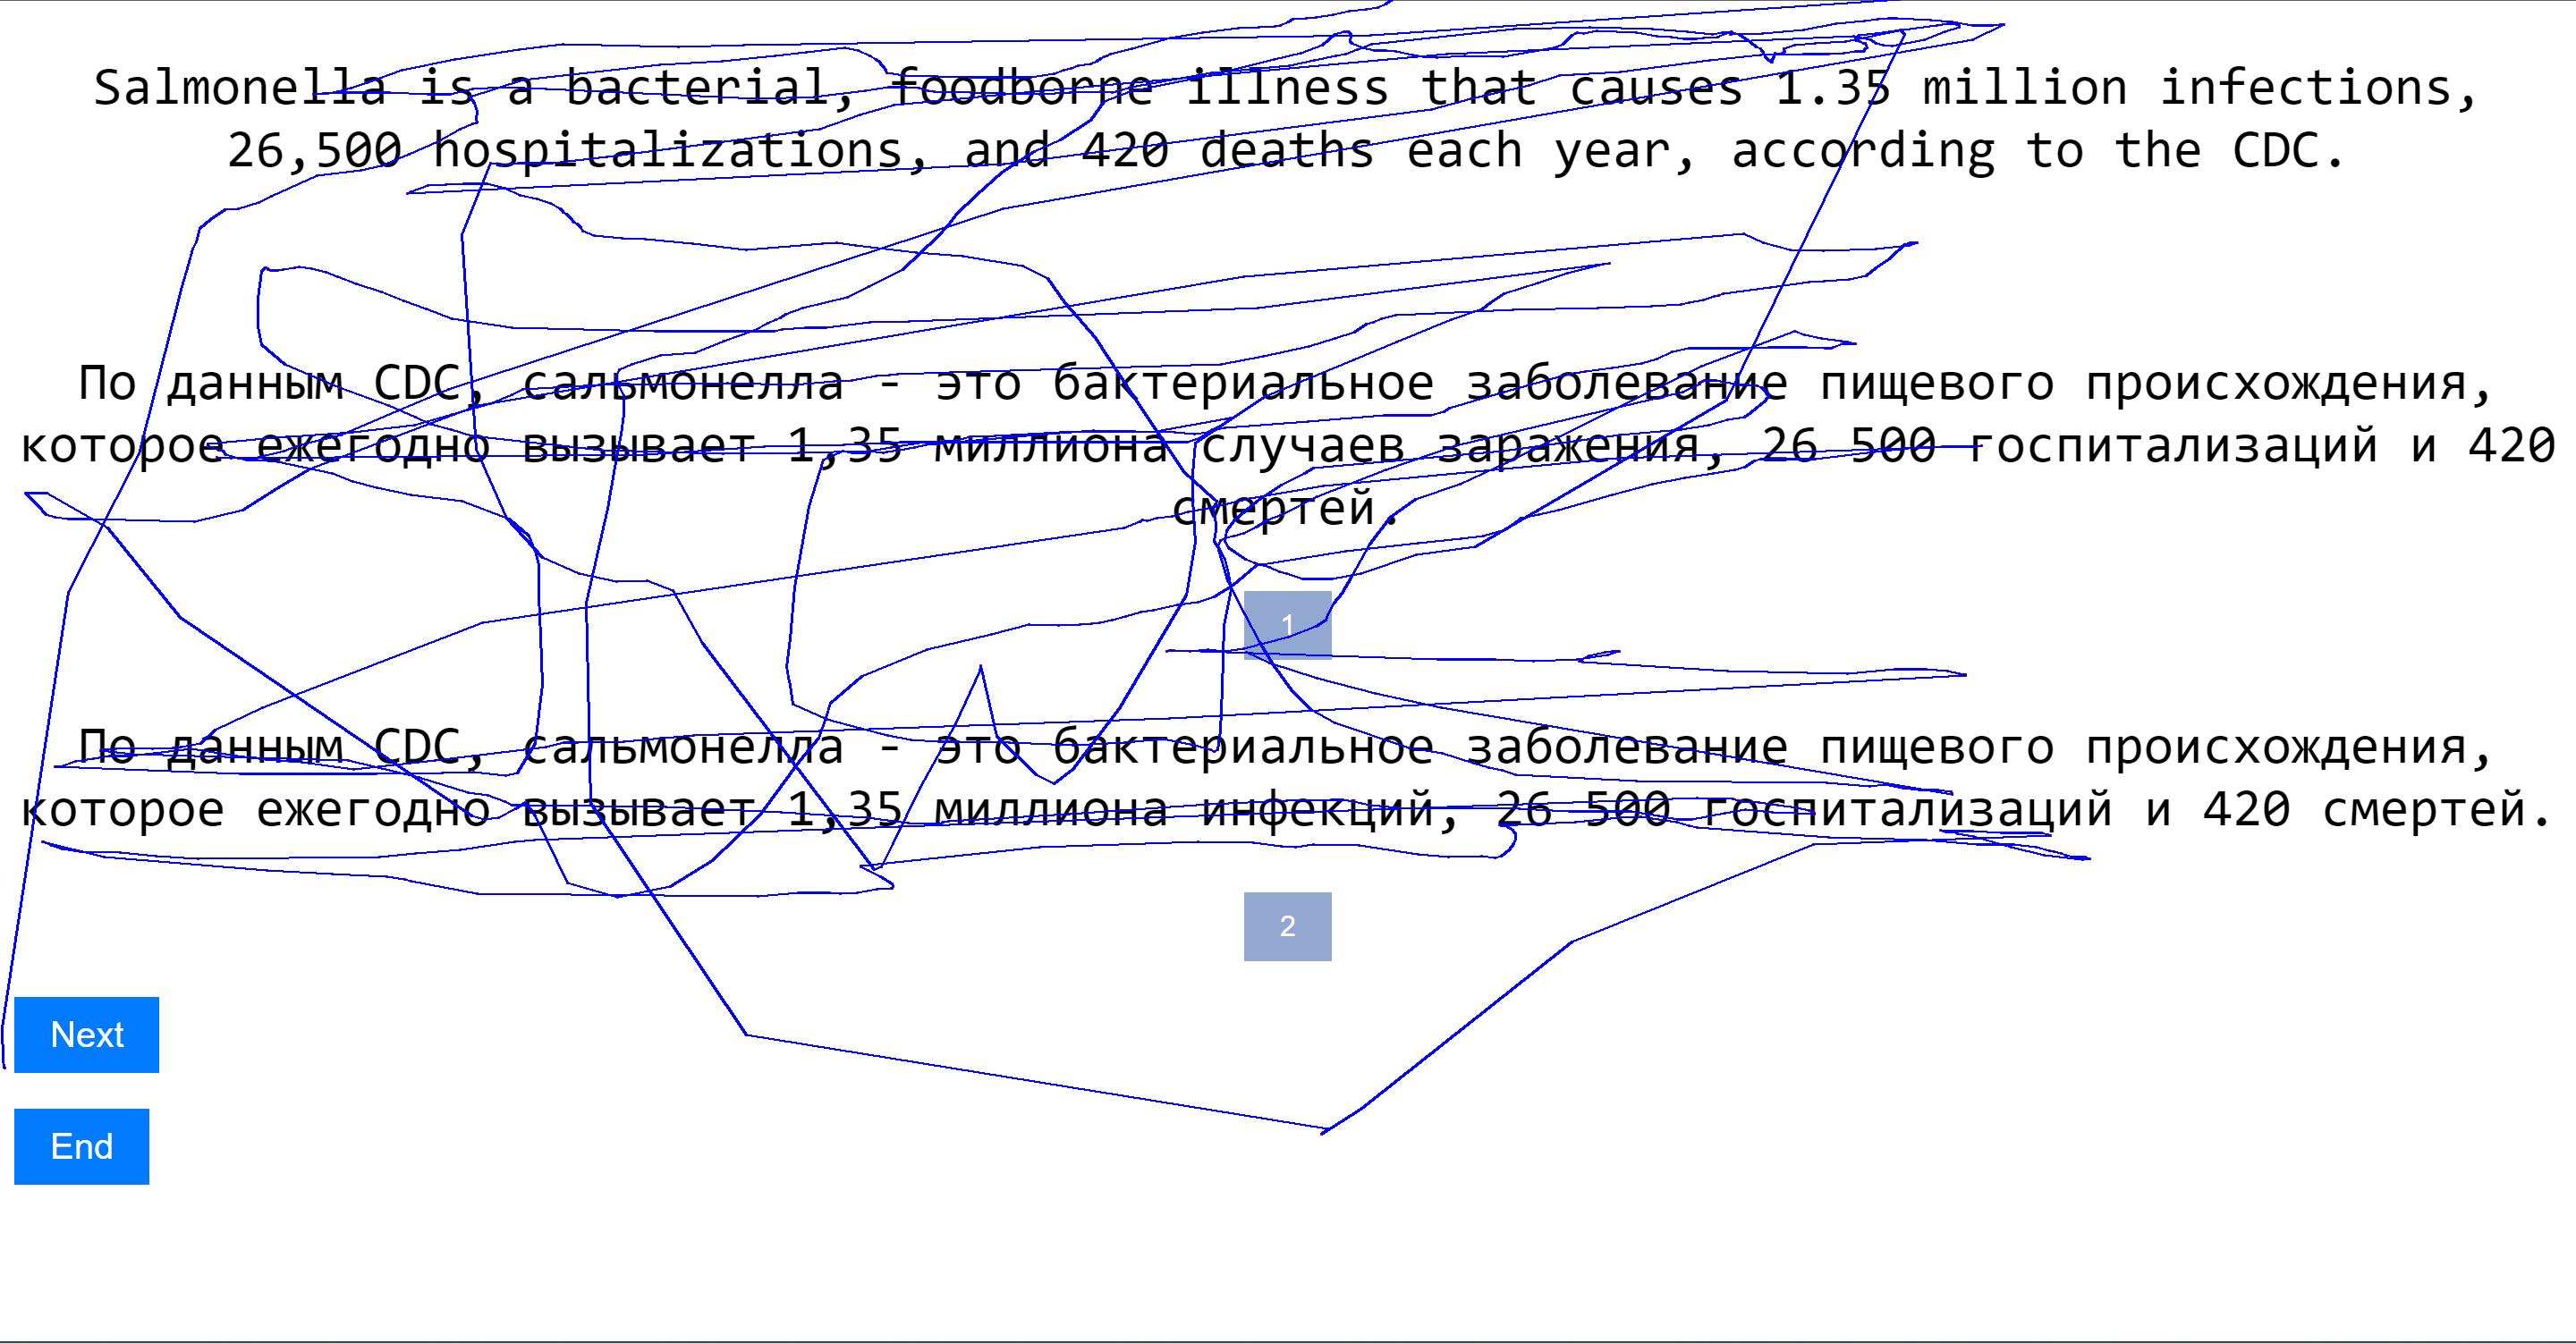 Salmonella is a bacterial, foodborne illness that causes 1.35 million infections,
26,500 hospitalizations, and 420 deaths each year, according to the CDC.
По данным CDC, сальмонелла - это бактериальное заболевание пищевого происхождения,
которое ежегодно вызывает 1,35 миллиона случаев заражения, 26 500 госпитализаций и 420
смертей.
1
По данным CDC, сальмонелла - это бактериальное заболевание пищевого происхождения,
которое ежегодно вызывает 1,35 миллиона инфекций, 26 500 госпитализаций и 420 смертей.
2
Next
End